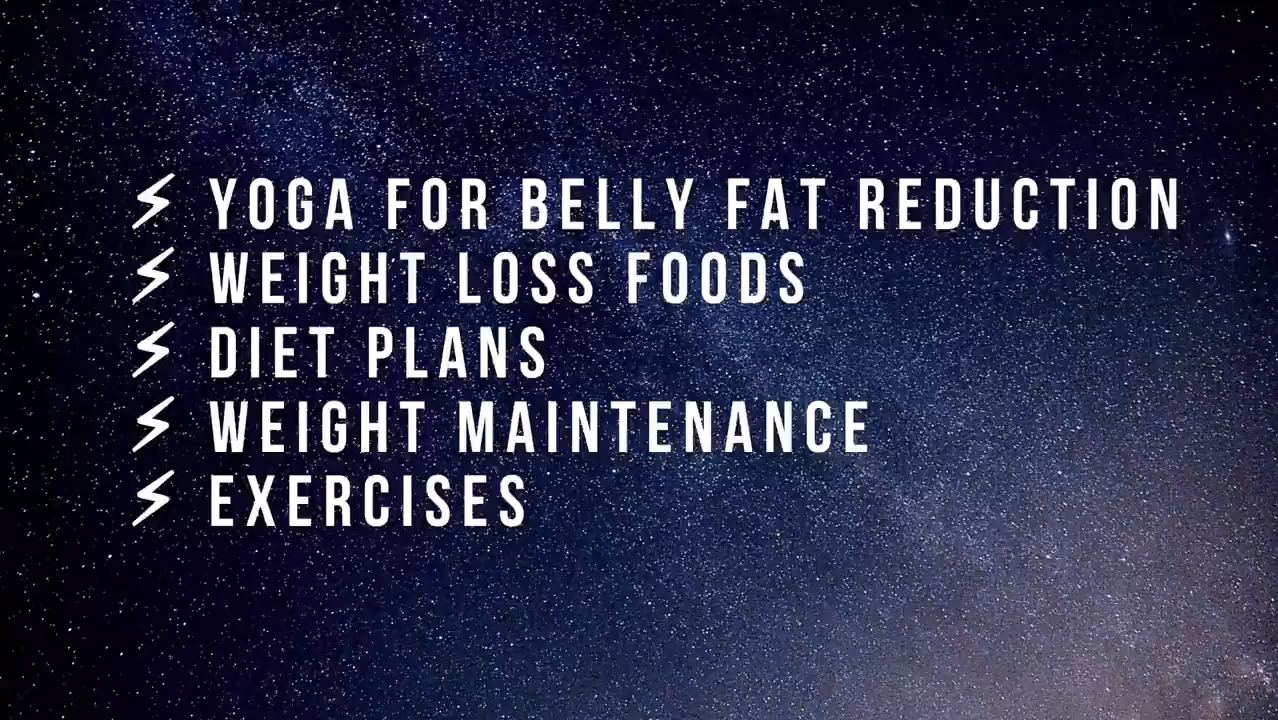 YOGA FOR BELLY FAT REDUCTION
WEIGHT LOSS FOODS
DIET PLANS
WEIGHT MAINTENANCE
EXERCISES